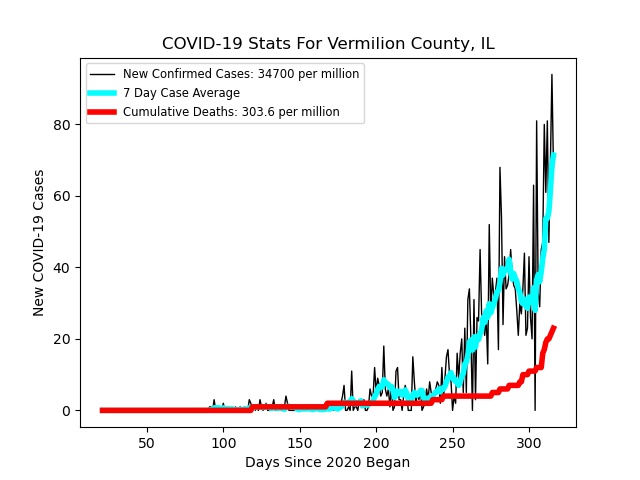 COVID-19 Stats For Vermilion County, IL
New Confirmed Cases: 34700 per million
7 Day Case Average
Cumulative Deaths: 303.6 per million
New COVID-19 Cases
80
60
40
20
0
50 100 150 200 250 300
Days Since 2020 Began